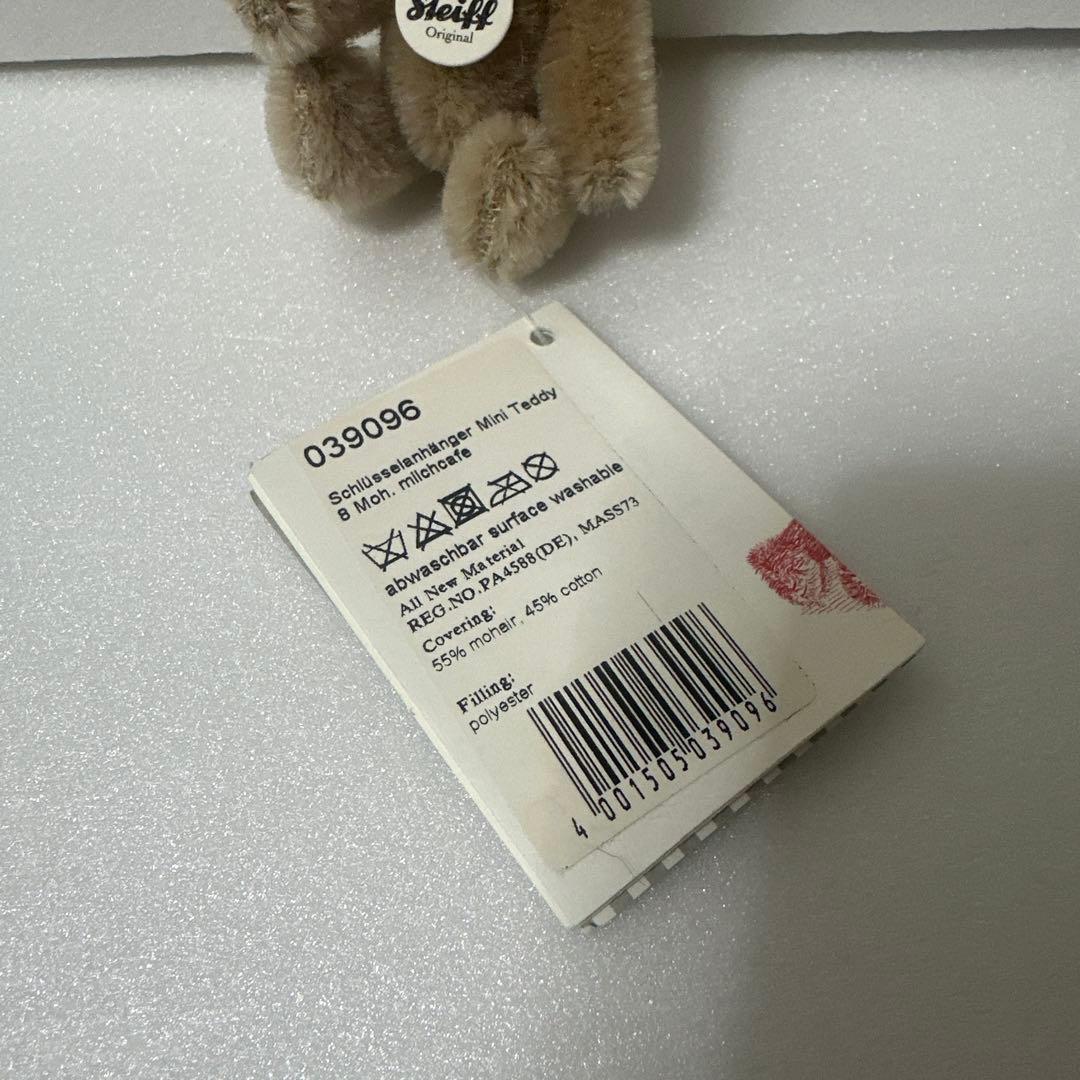 Steiff
Original
039096
Schlüsselanhänger Mini Teddy
8 Moh. milchcafe
abwaschbar surface washable
All New Material
REG.NO.PA4588(DE), MASS73
Covering:
55% mohair, 45% cotton
Filling:
polyester
4 001505 039096